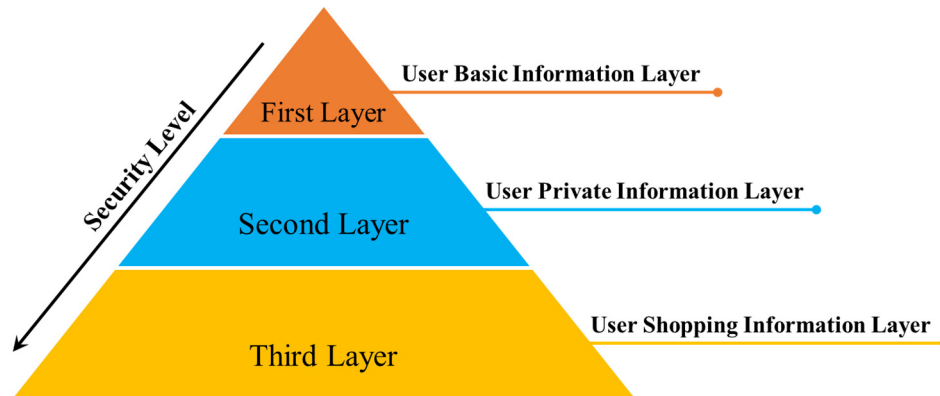 User Basic Information Layer
First Layer
Security Level
User Private Information Layer
Second Layer
User Shopping Information Layer
Third Layer